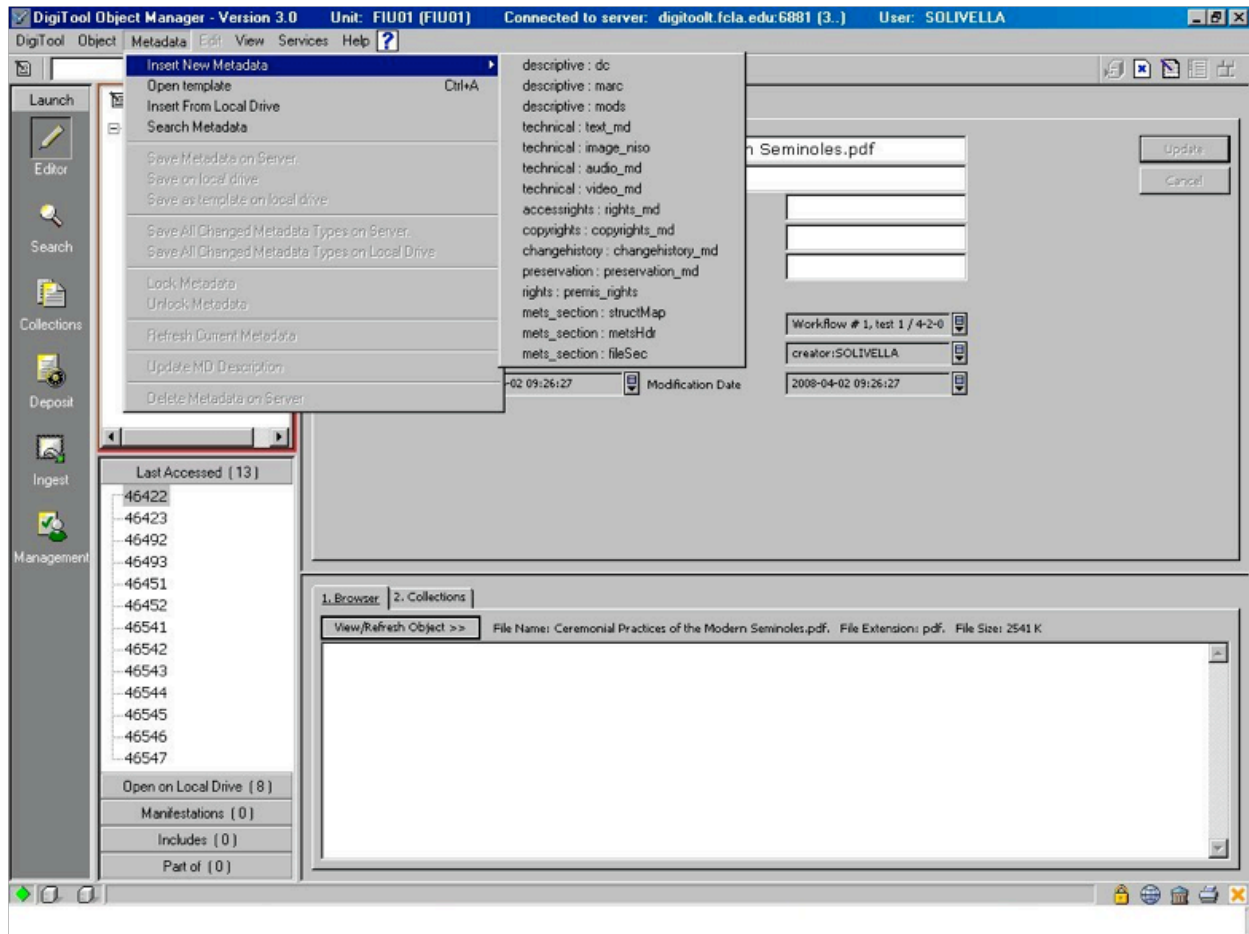 DigiTool Object Manager - Version 3.0 Unit: FIU01 (FIU01) Connected to server: digitoolt.fcla.edu:6881 (3..) User: SOLIVELLA
DigiTool Object Metadata Edit View Services Help ?
Launch
Editor
Search
Collections
Deposit
Ingest
Management
Insert New Metadata
Open template Ctrl+A
Insert From Local Drive
Search Metadata
Save Metadata on Server.
Save on local drive
Save as template on local drive
Save All Changed Metadata Types on Server.
Save All Changed Metadata Types on Local Drive
Lock Metadata
Unlock Metadata
Refresh Current Metadata
Update MD Description
Delete Metadata on Server
descriptive : dc
descriptive : marc
descriptive : mods
technical : text_md
technical : image_niso
technical : audio_md
technical : video_md
accessrights : rights_md
copyrights : copyrights_md
changehistory : changehistory_md
preservation : preservation_md
rights : premis_rights
mets_section : structMap
mets_section : metsHdr
mets_section : fileSec
n Seminoles.pdf
Update
Cancel
Workflow # 1, test 1 / 4-2-0
creator:SOLIVELLA
-02 09:26:27 Modification Date 2008-04-02 09:26:27
Last Accessed (13)
46422
46423
46492
46493
46451
46452
46541
46542
46543
46544
46545
46546
46547
Open on Local Drive (8)
Manifestations (0)
Includes (0)
Part of (0)
1. Browser 2. Collections
View/Refresh Object >> File Name: Ceremonial Practices of the Modern Seminoles.pdf. File Extension: pdf. File Size: 2541 K